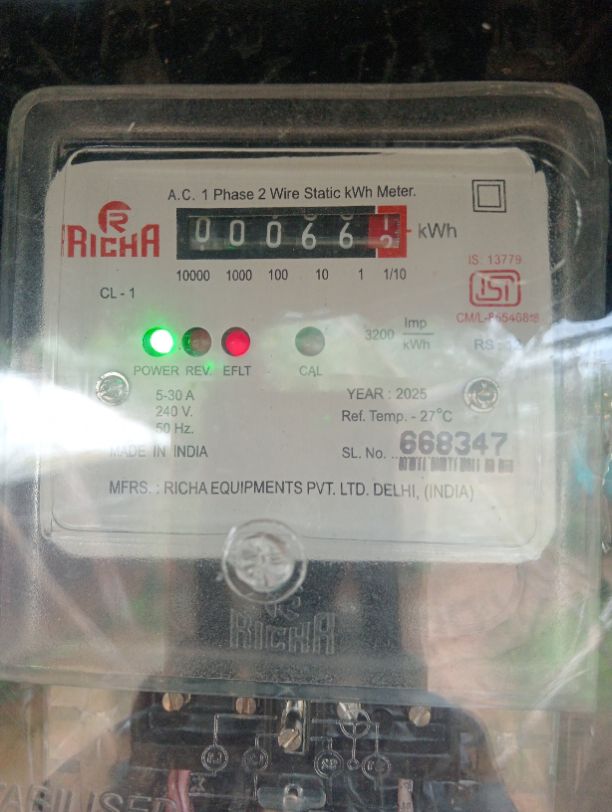 A.C. 1 Phase 2 Wire Static kWh Meter.
RICHA
0 0 0 6 6
kWh
10000 1000 100 10 1 1/10
IS: 13779
ISI
CL - 1
3200 Imp
kWh
POWER REV. EFLT CAL
5-30 A
240 V.
50 Hz.
MADE IN INDIA
YEAR : 2025
Ref. Temp. - 27°C
SL. No. 668347
MFRS. : RICHA EQUIPMENTS PVT. LTD. DELHI, (INDIA)
RICHA